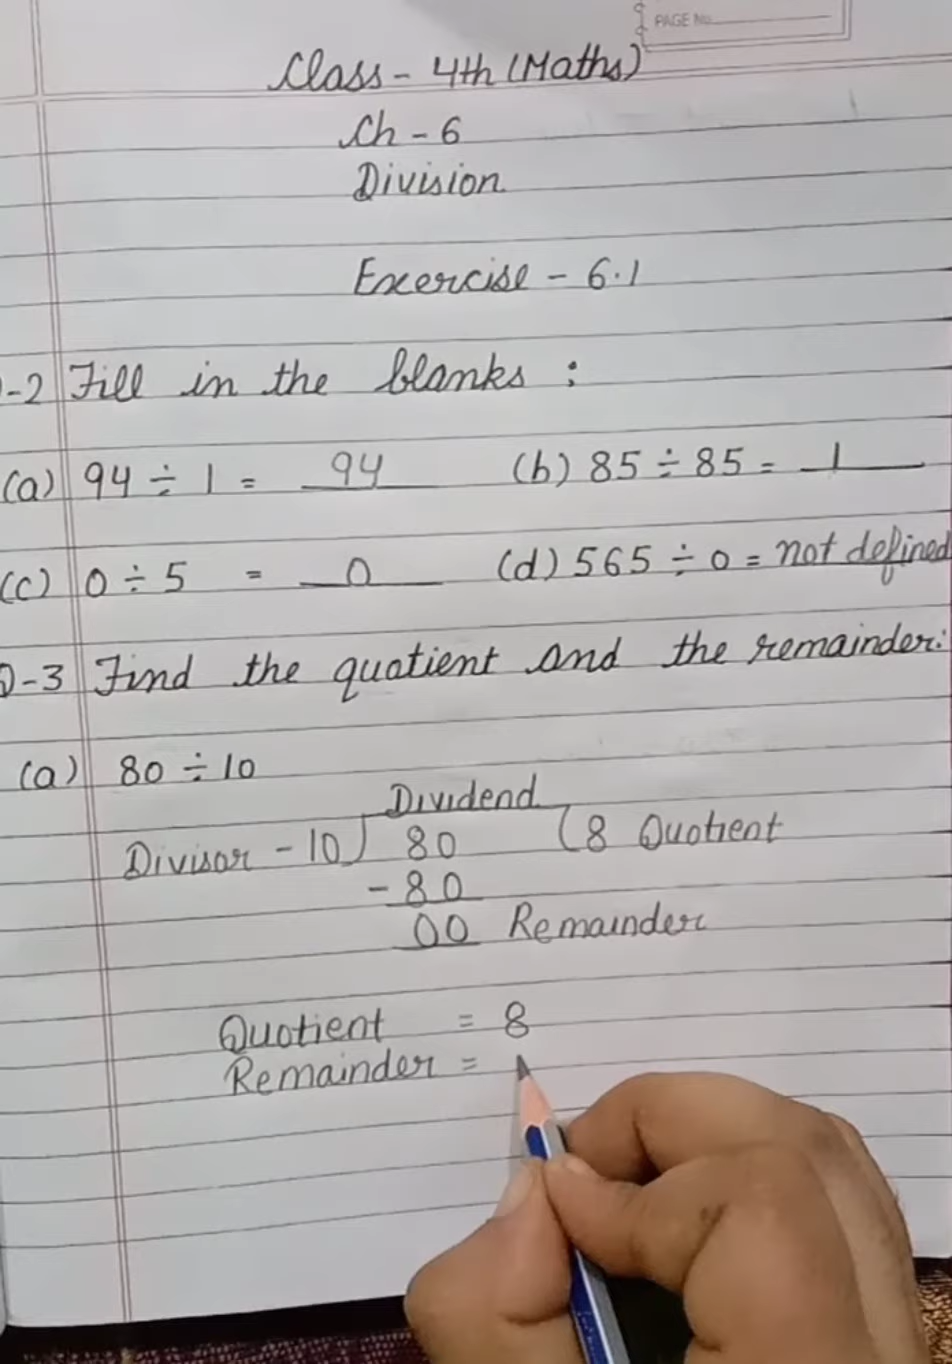 PAGE No.
Class - 4th (Maths)
Ch - 6
Division
Exercise - 6.1
-2 Fill in the blanks :
(a) 94 ÷ 1 = 94 (b) 85 ÷ 85 = 1
(c) 0 ÷ 5 = 0 (d) 565 ÷ 0 = not defined
Q-3 Find the quotient and the remainder:
(a) 80 ÷ 10
Dividend
Divisor - 10) 80 (8 Quotient
- 80
00 Remainder
Quotient = 8
Remainder =